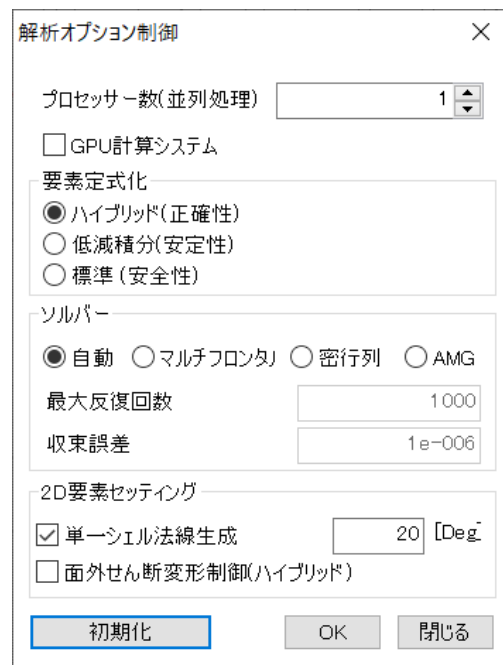 解析オプション制御
プロセッサー数(並列処理) 1
GPU計算システム
要素定式化
ハイブリッド(正確性)
低減積分(安定性)
標準 (安全性)
ソルバー
自動 マルチフロンタル 密行列 AMG
最大反復回数 1000
収束誤差 1e-006
2D要素セッティング
単一シェル法線生成 20 [Deg]
面外せん断変形制御(ハイブリッド)
初期化 OK 閉じる